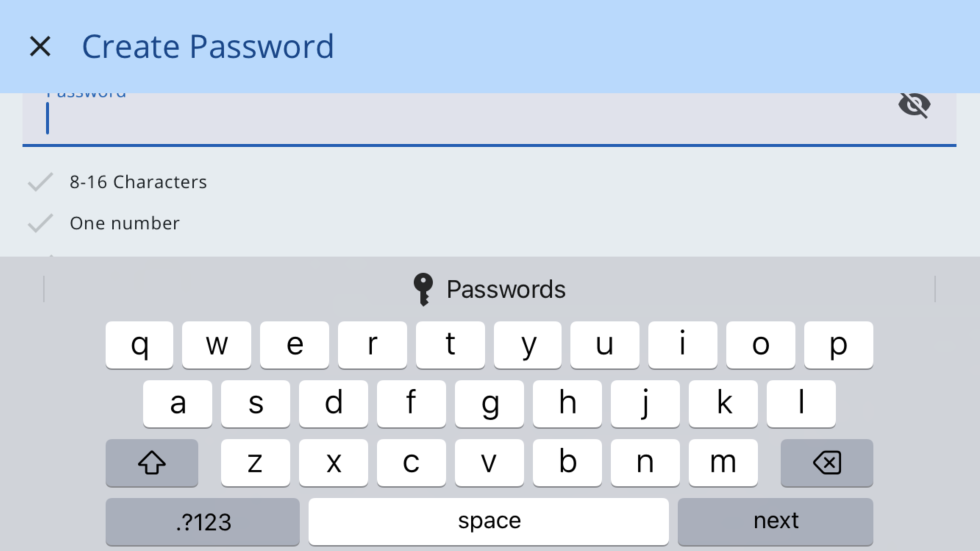 Create Password
Password
8-16 Characters
One number
Passwords
q w e r t y u i o p
a s d f g h j k l
z x c v b n m
.?123 space next